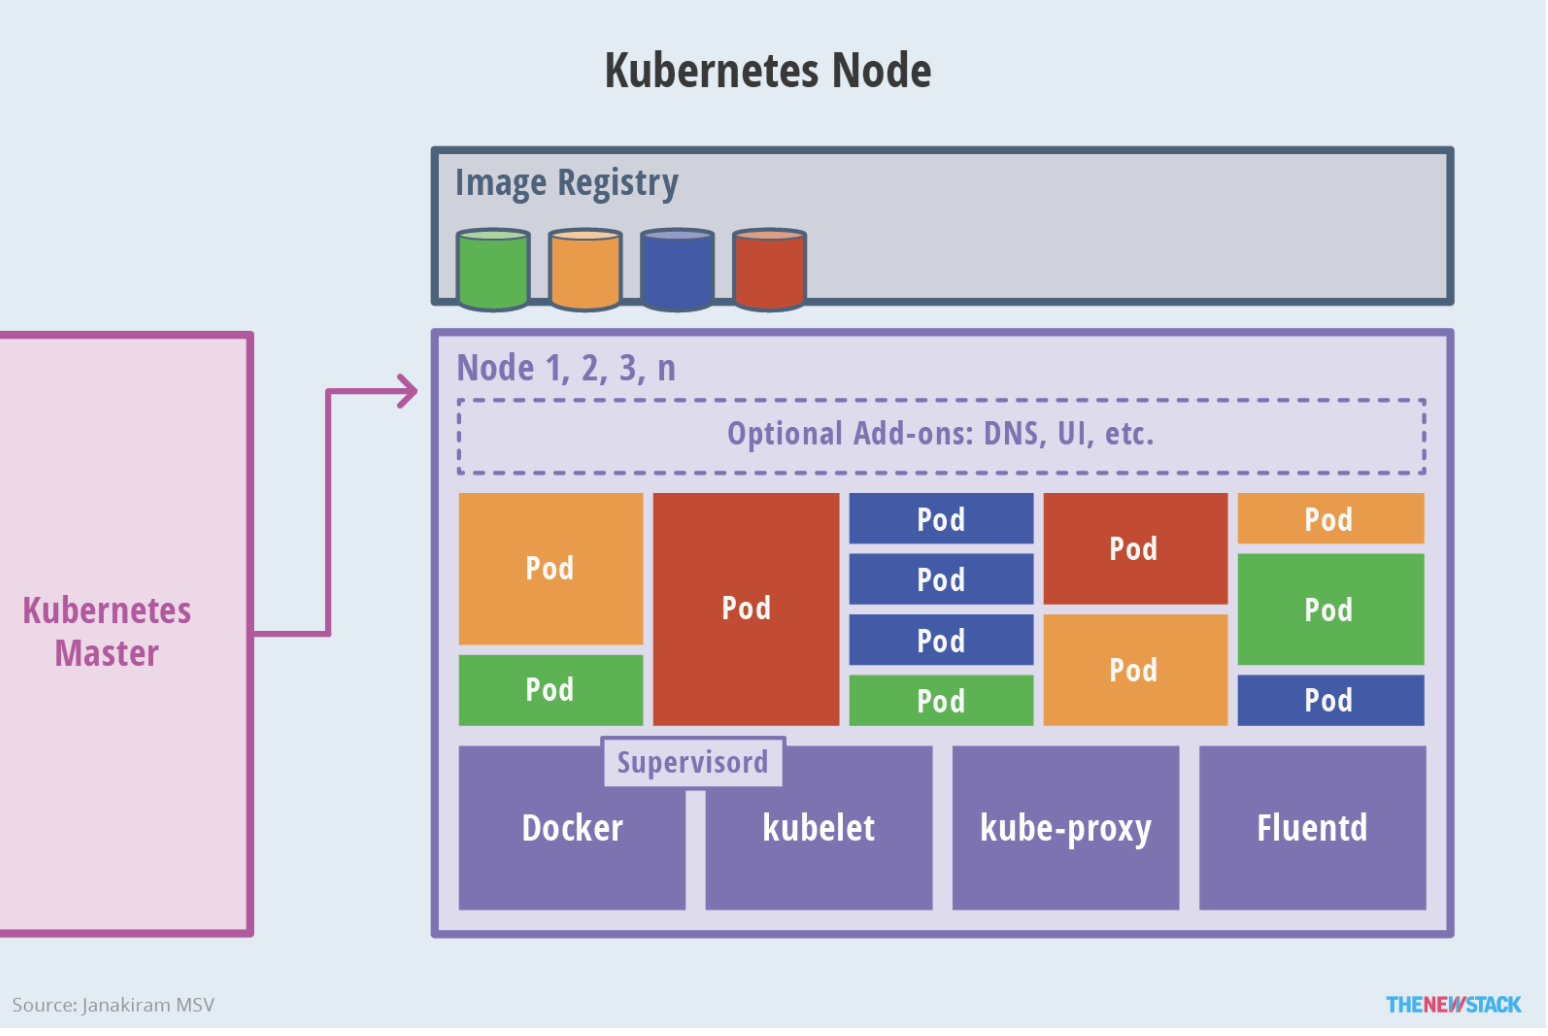 Kubernetes Node
Image Registry
Kubernetes
Master
Node 1, 2, 3, n
Optional Add-ons: DNS, UI, etc.
Pod
Pod
Pod
Pod
Pod
Pod
Pod
Pod
Pod
Pod
Pod
Pod
Supervisord
Docker
kubelet
kube-proxy
Fluentd
Source: Janakiram MSV
THENEWSTACK